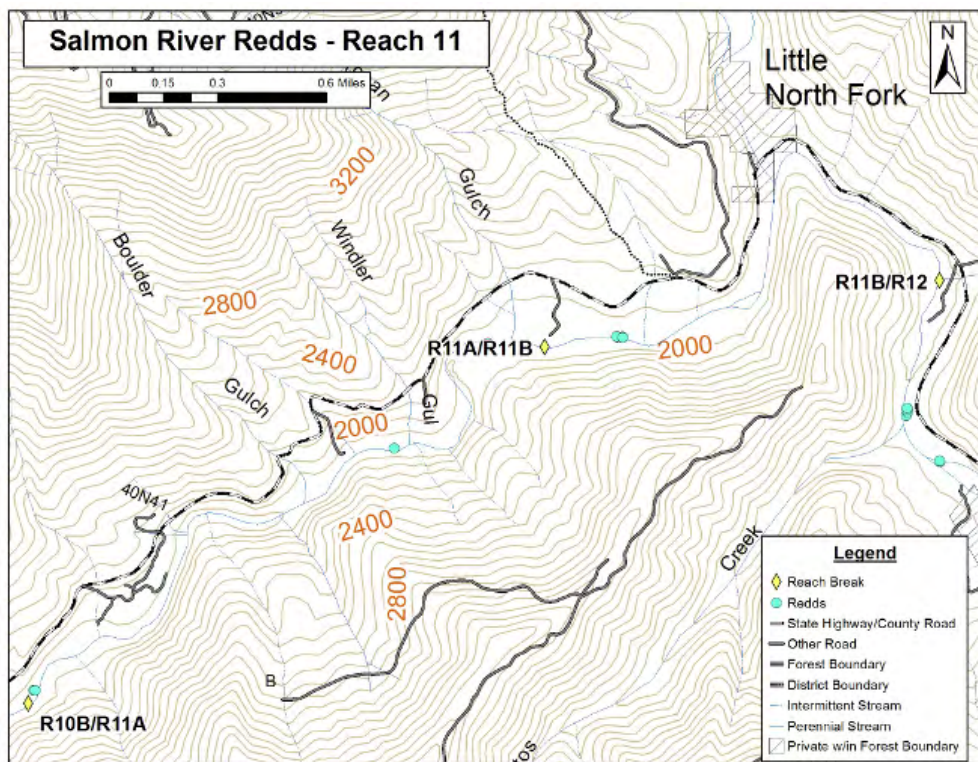 40N5
Salmon River Redds - Reach 11
0 0.15 0.3 0.6 Miles
N
Little
North Fork
an
3200
Gulch
Boulder
Windler
2800
R11B/R12
2400
R11A/R11B
2000
Gulch
Gul
2000
40N41
2400
Creek
2800
B
R10B/R11A
tos
Legend
Reach Break
Redds
State Highway/County Road
Other Road
Forest Boundary
District Boundary
Intermittent Stream
Perennial Stream
Private w/in Forest Boundary